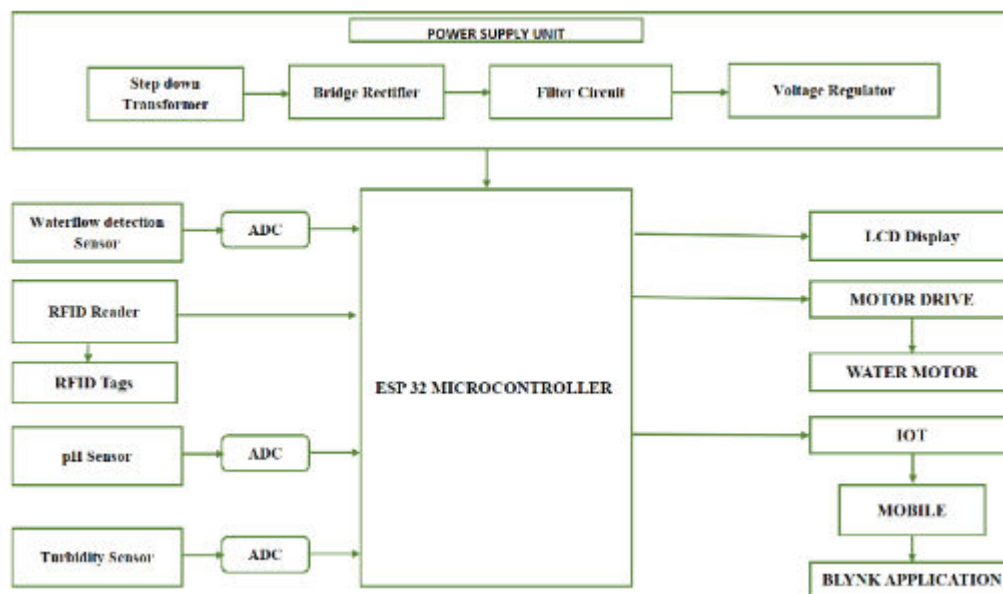 POWER SUPPLY UNIT
Step down
Transformer
Bridge Rectifier
Filter Circuit
Voltage Regulator
Waterflow detection
Sensor
ADC
LCD Display
RFID Reader
MOTOR DRIVE
RFID Tags
WATER MOTOR
ESP 32 MICROCONTROLLER
pH Sensor
ADC
IOT
MOBILE
Turbidity Sensor
ADC
BLYNK APPLICATION